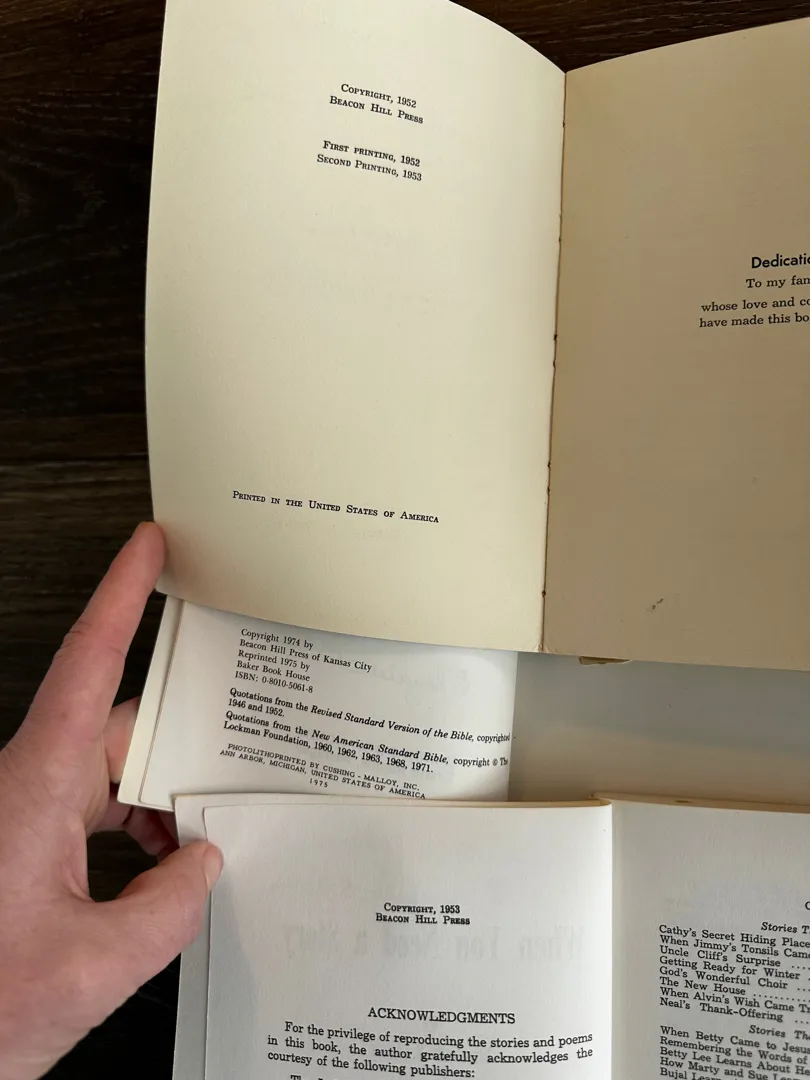 COPYRIGHT, 1952
BEACON HILL PRESS
FIRST PRINTING, 1952
SECOND PRINTING, 1953
PRINTED IN THE UNITED STATES OF AMERICA
Dedicatio
To my fam
whose love and co
have made this bo
Copyright 1974 by
Beacon Hill Press of Kansas City
Reprinted 1975 by
Baker Book House
ISBN: 0-8010-5061-8
Quotations from the Revised Standard Version of the Bible, copyrighted
1946 and 1952.
Quotations from the New American Standard Bible, copyright © The
Lockman Foundation, 1960, 1962, 1963, 1968, 1971.
PHOTOLITHOPRINTED BY CUSHING - MALLOY, INC.
ANN ARBOR, MICHIGAN, UNITED STATES OF AMERICA
1975
COPYRIGHT, 1953
BEACON HILL PRESS
ACKNOWLEDGMENTS
For the privilege of reproducing the stories and poems
in this book, the author gratefully acknowledges the
courtesy of the following publishers:
Stories T
Cathy's Secret Hiding Place
When Jimmy's Tonsils Came
Uncle Cliff's Surprise ....
Getting Ready for Winter .
God's Wonderful Choir ...
The New House ..........
When Alvin's Wish Came Tr
Neal's Thank-Offering ....
Stories Tha
When Betty Came to Jesus
Remembering the Words of
Betty Lee Learns About He
How Marty and Sue Lea
Bujal Lea